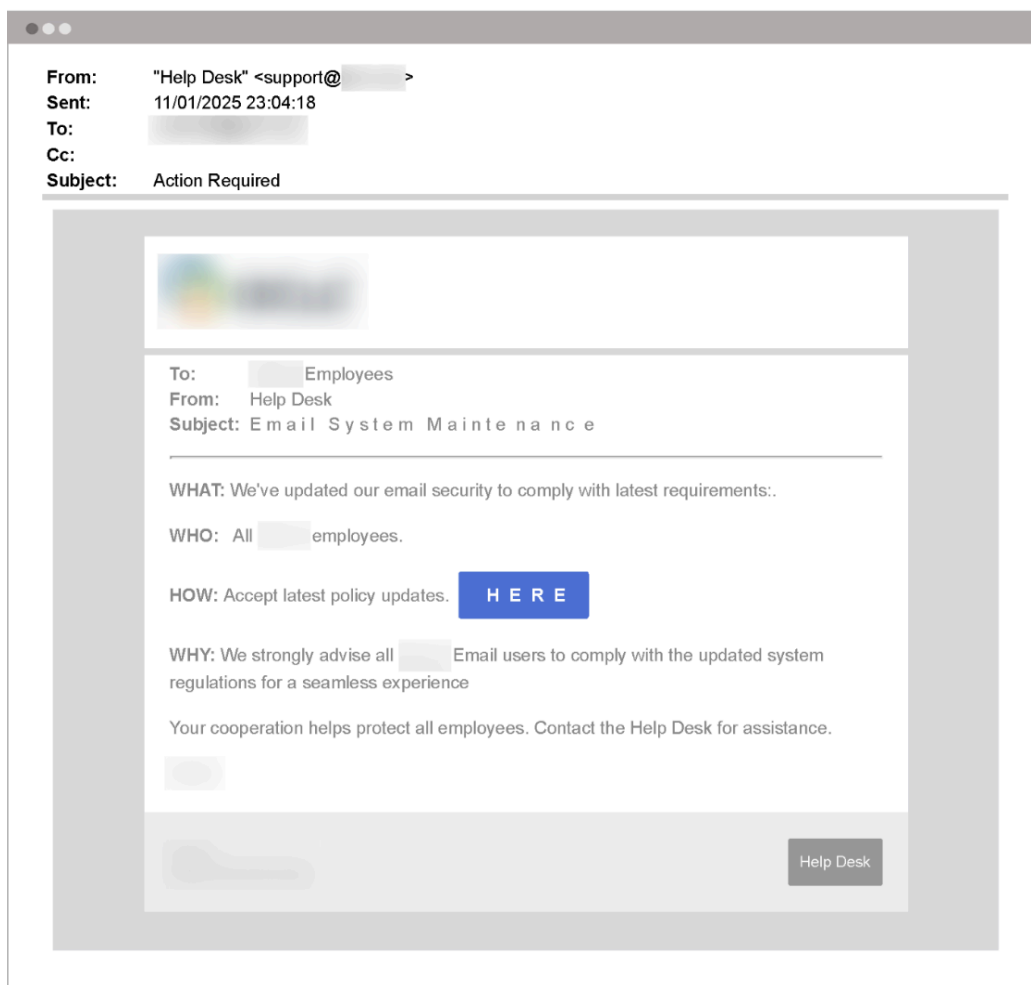 From: "Help Desk" <support@ >
Sent: 11/01/2025 23:04:18
To:
Cc:
Subject: Action Required
To: Employees
From: Help Desk
Subject: E m a i l  S y s t e m  M a i n t e n a n c e
WHAT: We've updated our email security to comply with latest requirements:.
WHO: All employees.
HOW: Accept latest policy updates. H E R E
WHY: We strongly advise all Email users to comply with the updated system
regulations for a seamless experience
Your cooperation helps protect all employees. Contact the Help Desk for assistance.
Help Desk